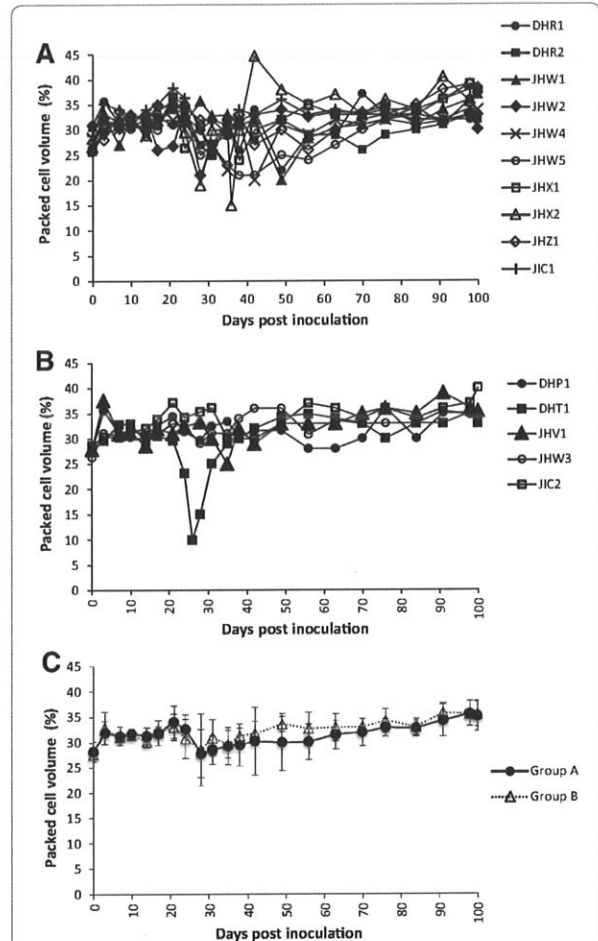 A
Packed cell volume (%)
45
40
35
30
25
20
15
10
5
0
0 10 20 30 40 50 60 70 80 90 100
Days post inoculation
DHR1
DHR2
JHW1
JHW2
JHW4
JHW5
JHX1
JHX2
JHZ1
JIC1
B
Packed cell volume (%)
45
40
35
30
25
20
15
10
5
0
0 10 20 30 40 50 60 70 80 90 100
Days post inoculation
DHP1
DHT1
JHV1
JHW3
JIC2
C
Packed cell volume (%)
45
40
35
30
25
20
15
10
5
0
0 10 20 30 40 50 60 70 80 90 100
Days post inoculation
Group A
Group B